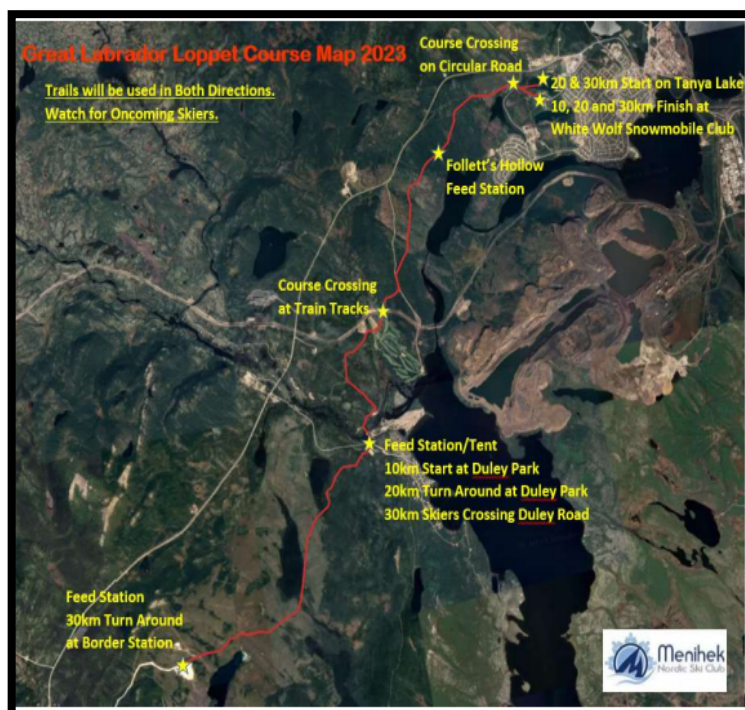 Great Labrador Loppet Course Map 2023
Trails will be used in Both Directions.
Watch for Oncoming Skiers.
Course Crossing
on Circular Road
20 & 30km Start on Tanya Lake
10, 20 and 30km Finish at
White Wolf Snowmobile Club
Follett's Hollow
Feed Station
Course Crossing
at Train Tracks
Feed Station/Tent
10km Start at Duley Park
20km Turn Around at Duley Park
30km Skiers Crossing Duley Road
Feed Station
30km Turn Around
at Border Station
Menihek
Nordic Ski Club